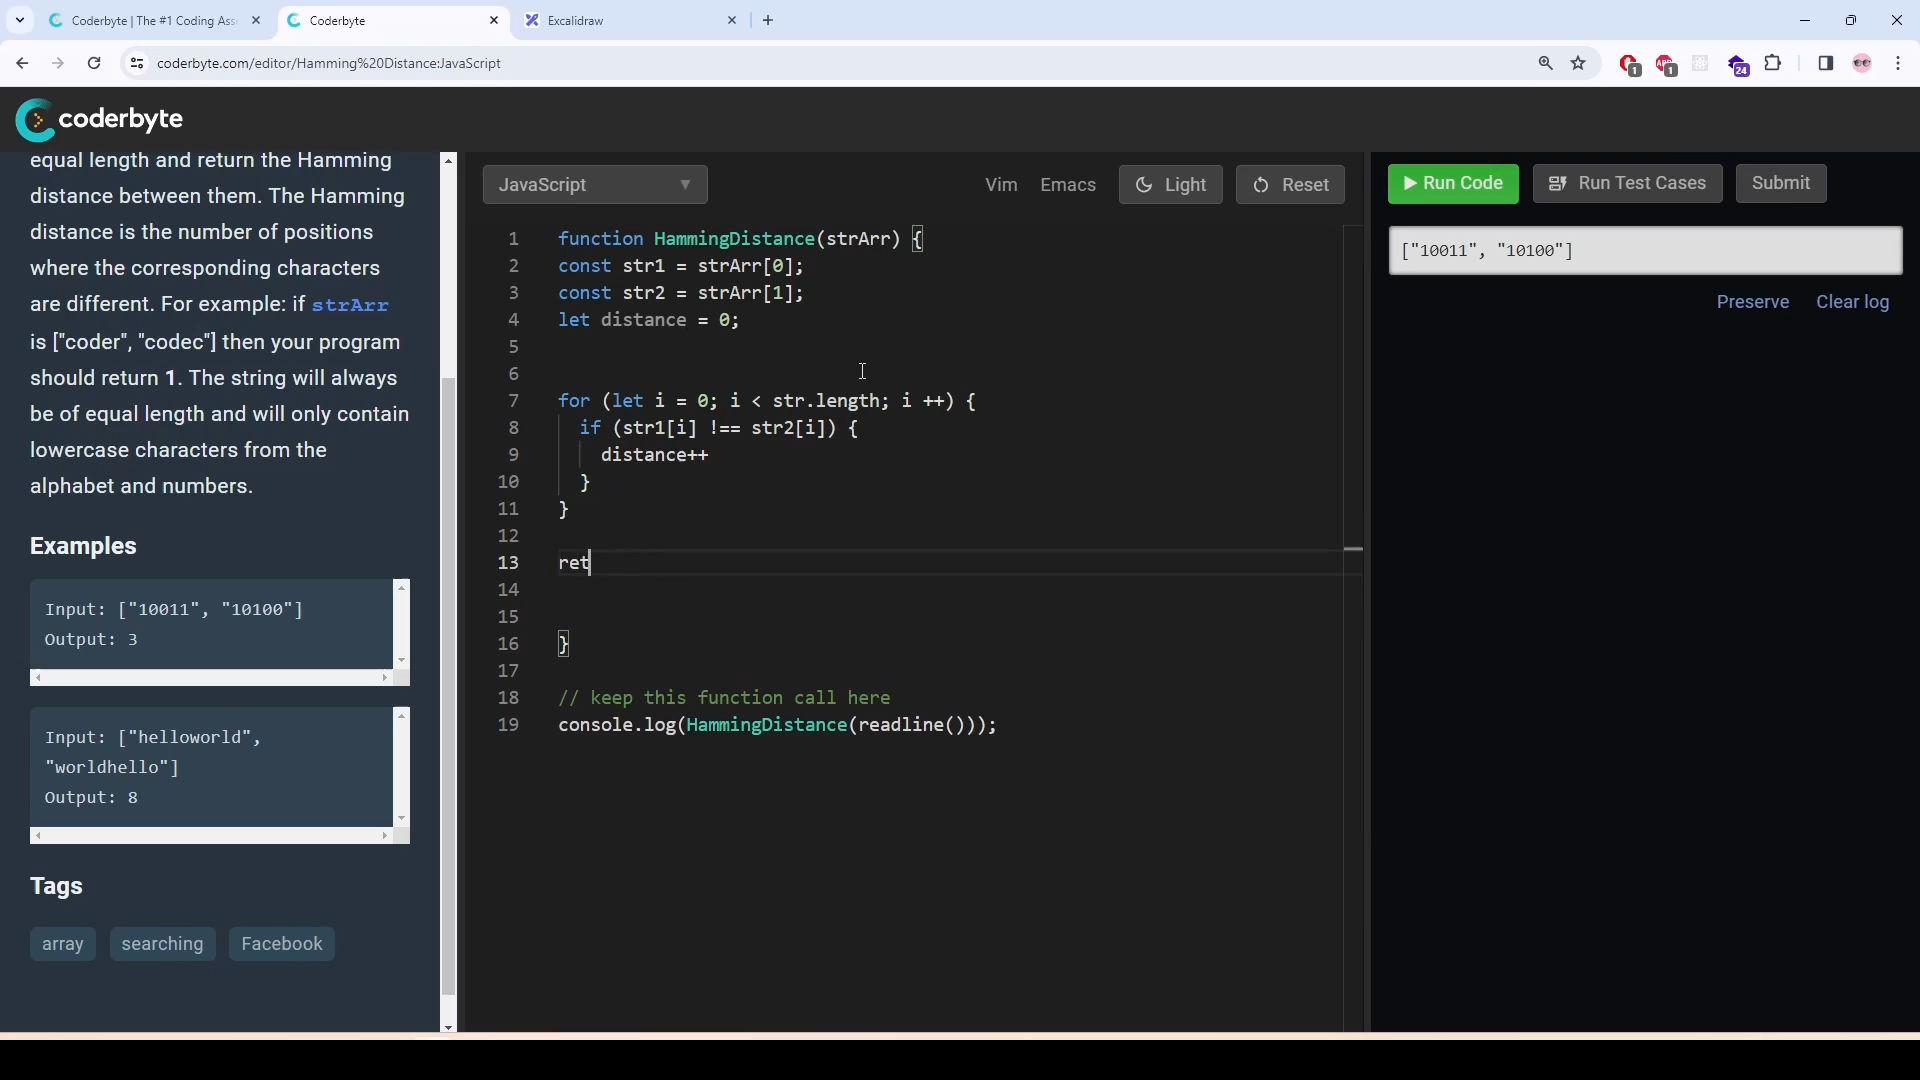 Coderbyte | The #1 Coding Ass
Coderbyte
Excalidraw
coderbyte.com/editor/Hamming%20Distance:JavaScript
1
1
24
coderbyte
equal length and return the Hamming
distance between them. The Hamming
distance is the number of positions
where the corresponding characters
are different. For example: if strArr
is ["coder", "codec"] then your program
should return 1. The string will always
be of equal length and will only contain
lowercase characters from the
alphabet and numbers.
Examples
Input: ["10011", "10100"]
Output: 3
Input: ["helloworld",
"worldhello"]
Output: 8
Tags
array searching Facebook
JavaScript
Vim Emacs Light Reset
1 function HammingDistance(strArr) {
2 const str1 = strArr[0];
3 const str2 = strArr[1];
4 let distance = 0;
5
6
7 for (let i = 0; i < str.length; i ++) {
8 if (str1[i] !== str2[i]) {
9 distance++
10 }
11 }
12
13 ret
14
15
16 }
17
18 // keep this function call here
19 console.log(HammingDistance(readline()));
Run Code Run Test Cases Submit
["10011", "10100"]
Preserve Clear log